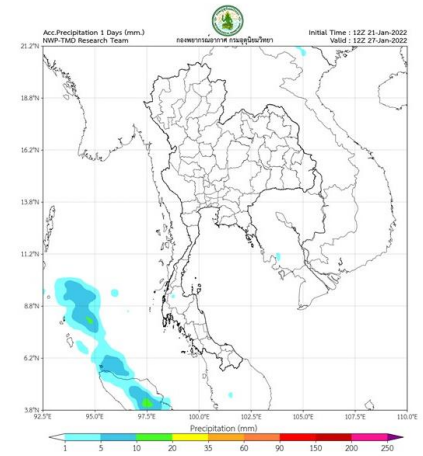 Acc.Precipitation 1 Days (mm.)
Initial Time : 12Z 21-Jan-2022
NWP-TMD Research Team
กองพยากรณ์อากาศ กรมอุตุนิยมวิทยา
Valid : 12Z 27-Jan-2022
21.2°N
18.8°N
16.2°N
13.8°N
11.2°N
8.8°N
6.2°N
3.8°N
92.5°E 95.0°E 97.5°E 100.0°E 102.5°E 105.0°E 107.5°E 110.0°E
Precipitation (mm)
1 5 10 20 35 60 90 150 200 250